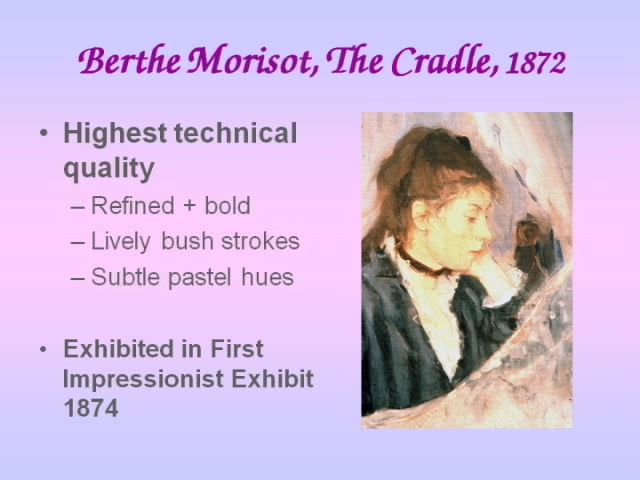 Berthe Morisot, The Cradle, 1872
• Highest technical
quality
– Refined + bold
– Lively bush strokes
– Subtle pastel hues
• Exhibited in First
Impressionist Exhibit
1874